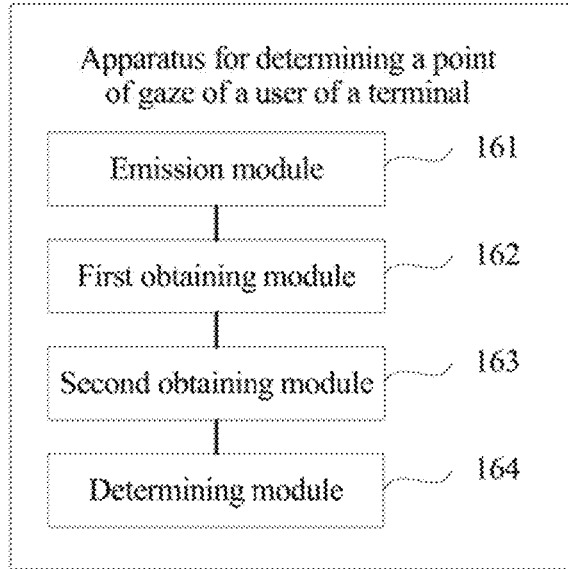 Apparatus for determining a point
of gaze of a user of a terminal
Emission module
161
First obtaining module
162
Second obtaining module
163
Determining module
164